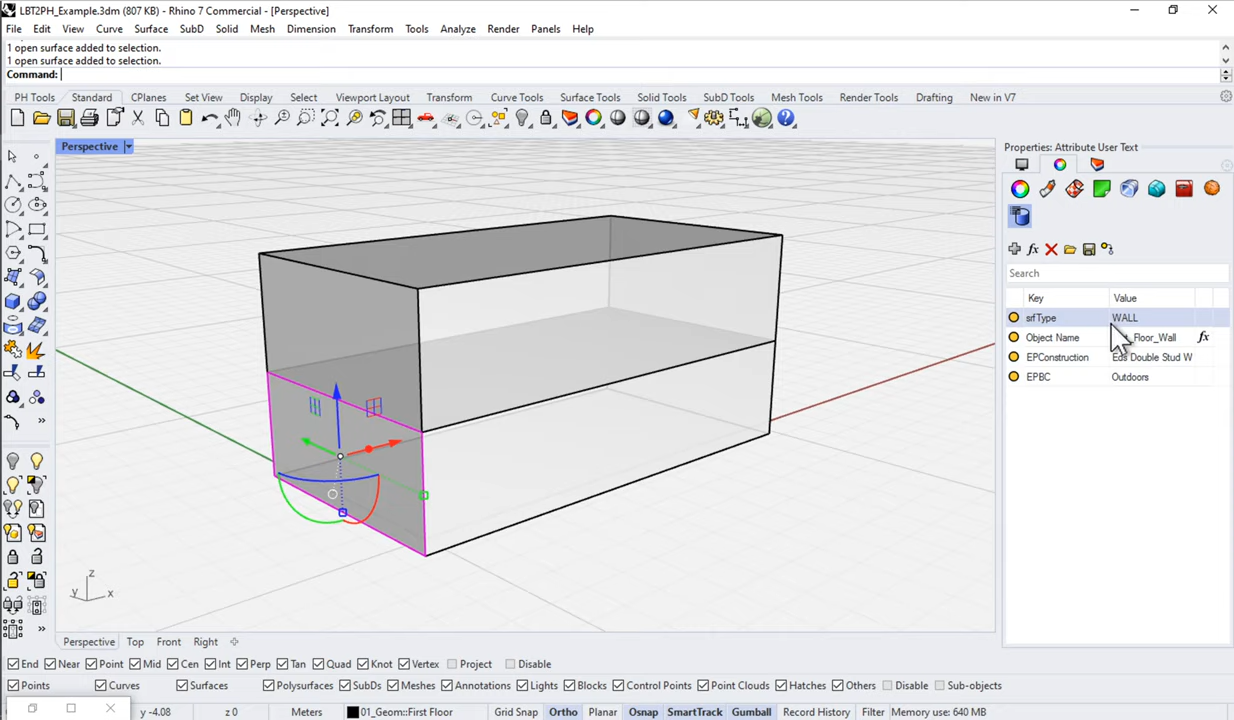 LBT2PH_Example.3dm (807 KB) - Rhino 7 Commercial - [Perspective]
File Edit View Curve Surface SubD Solid Mesh Dimension Transform Tools Analyze Render Panels Help
1 open surface added to selection.
1 open surface added to selection.
Command:
PH Tools Standard CPlanes Set View Display Select Viewport Layout Transform Curve Tools Surface Tools Solid Tools SubD Tools Mesh Tools Render Tools Drafting New in V7
Perspective
Properties: Attribute User Text
Search
Key Value
srfType WALL
Object Name Floor_Wall fx
EPConstruction Double Stud W
EPBC Outdoors
z
y x
Perspective Top Front Right
End Near Point Mid Cen Int Perp Tan Quad Knot Vertex Project Disable
Points Curves Surfaces Polysurfaces SubDs Meshes Annotations Lights Blocks Control Points Point Clouds Hatches Others Disable Sub-objects
y -4.08 z 0 Meters 01_Geom::First Floor Grid Snap Ortho Planar Osnap SmartTrack Gumball Record History Filter Memory use: 640 MB